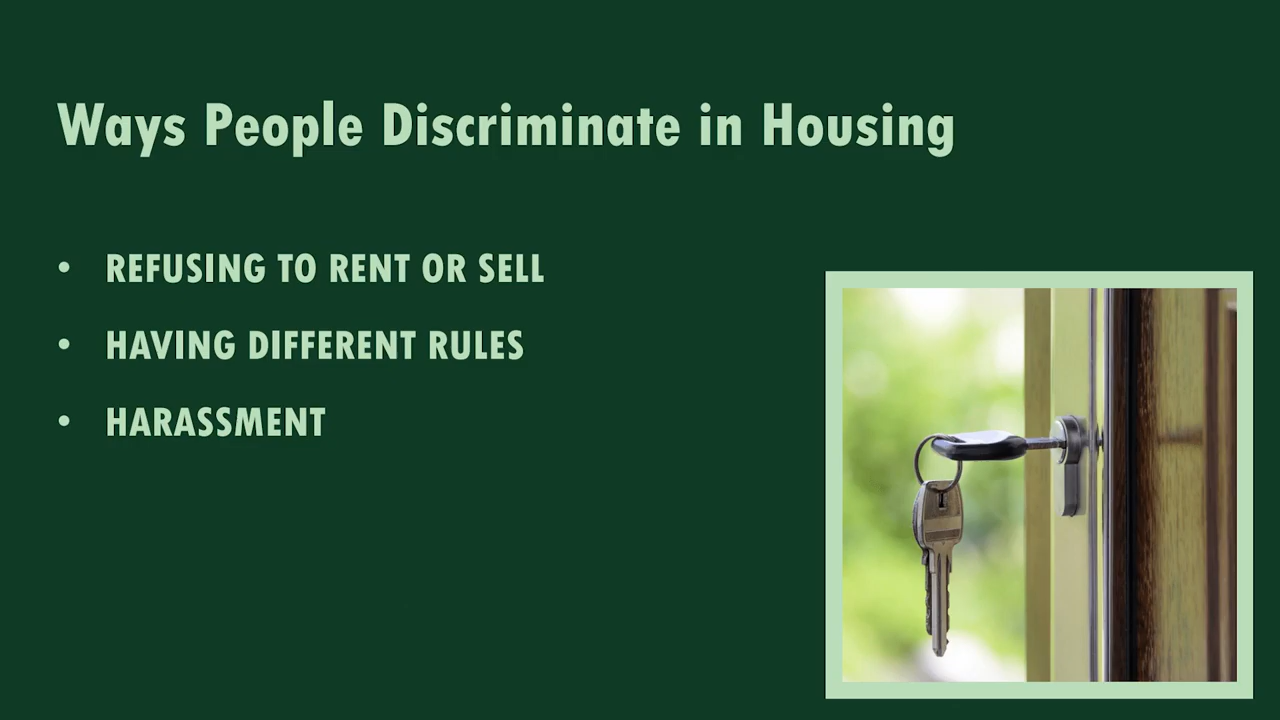 Ways People Discriminate in Housing
• REFUSING TO RENT OR SELL
• HAVING DIFFERENT RULES
• HARASSMENT